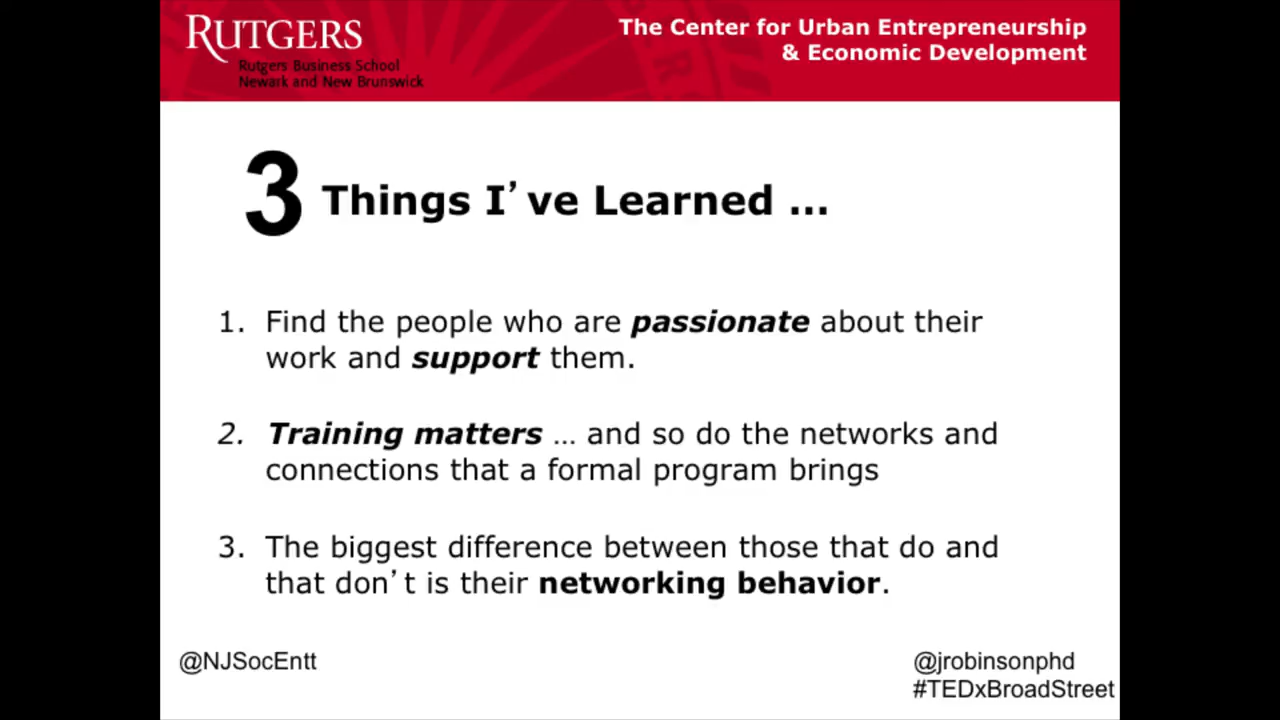 RUTGERS
Rutgers Business School
Newark and New Brunswick
The Center for Urban Entrepreneurship
& Economic Development
3 Things I've Learned ...
1. Find the people who are passionate about their
work and support them.
2. Training matters ... and so do the networks and
connections that a formal program brings
3. The biggest difference between those that do and
that don't is their networking behavior.
@NJSocEntt
@jrobinsonphd
#TEDxBroadStreet